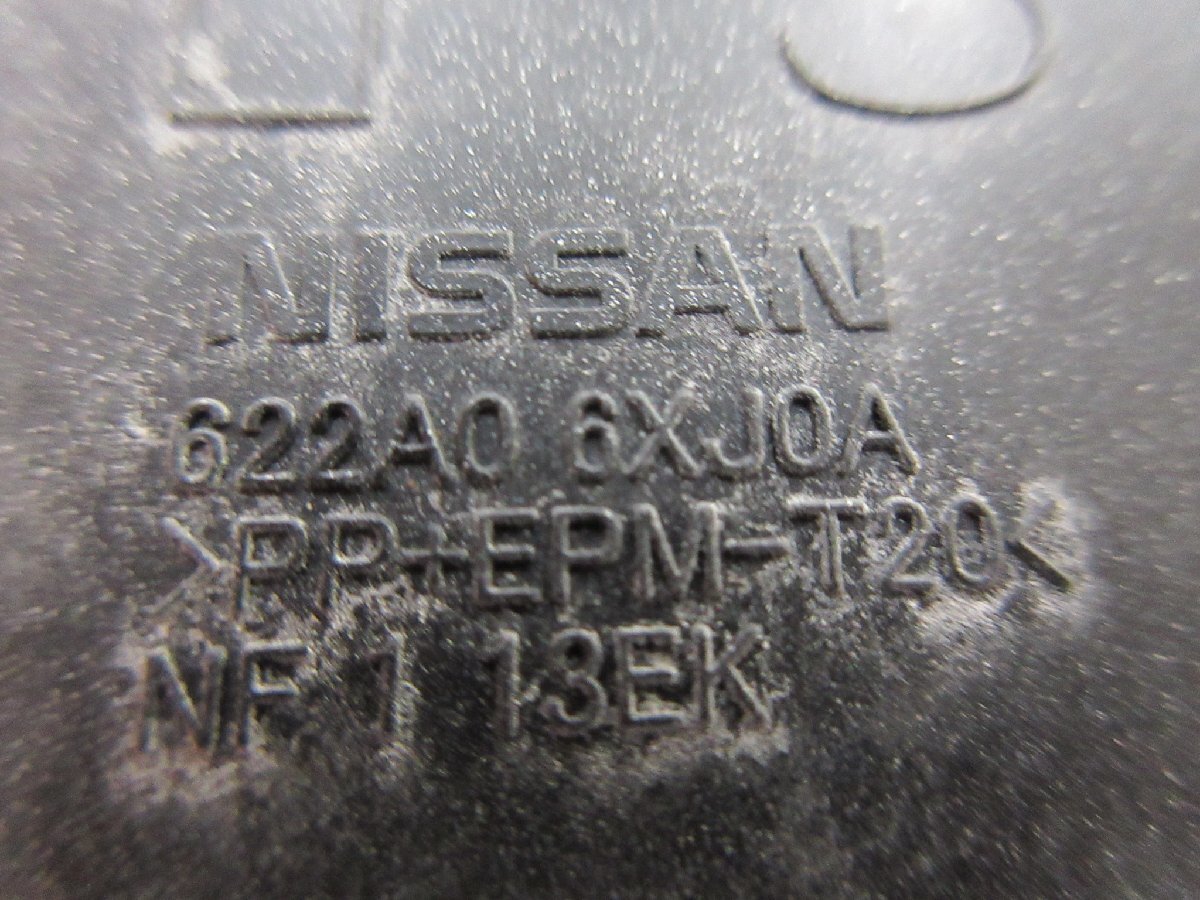 NISSAN
622A0 6XJ0A
>PP+EPM-T20<
NF 1 13EK